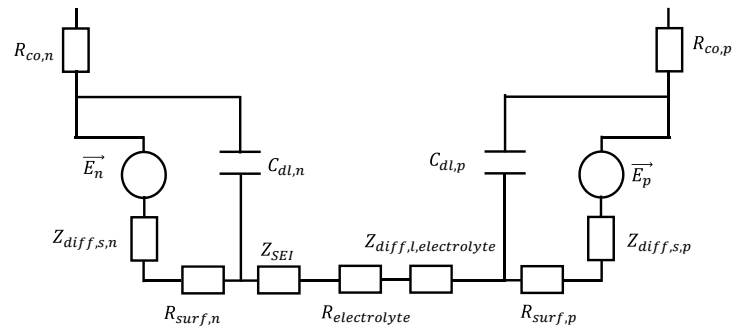 R_{co,n}
R_{co,p}
\overrightarrow{E_n}
C_{dl,n}
C_{dl,p}
\overrightarrow{E_p}
Z_{diff,s,n}
Z_{SEI}
Z_{diff,l,electrolyte}
Z_{diff,s,p}
R_{surf,n}
R_{electrolyte}
R_{surf,p}